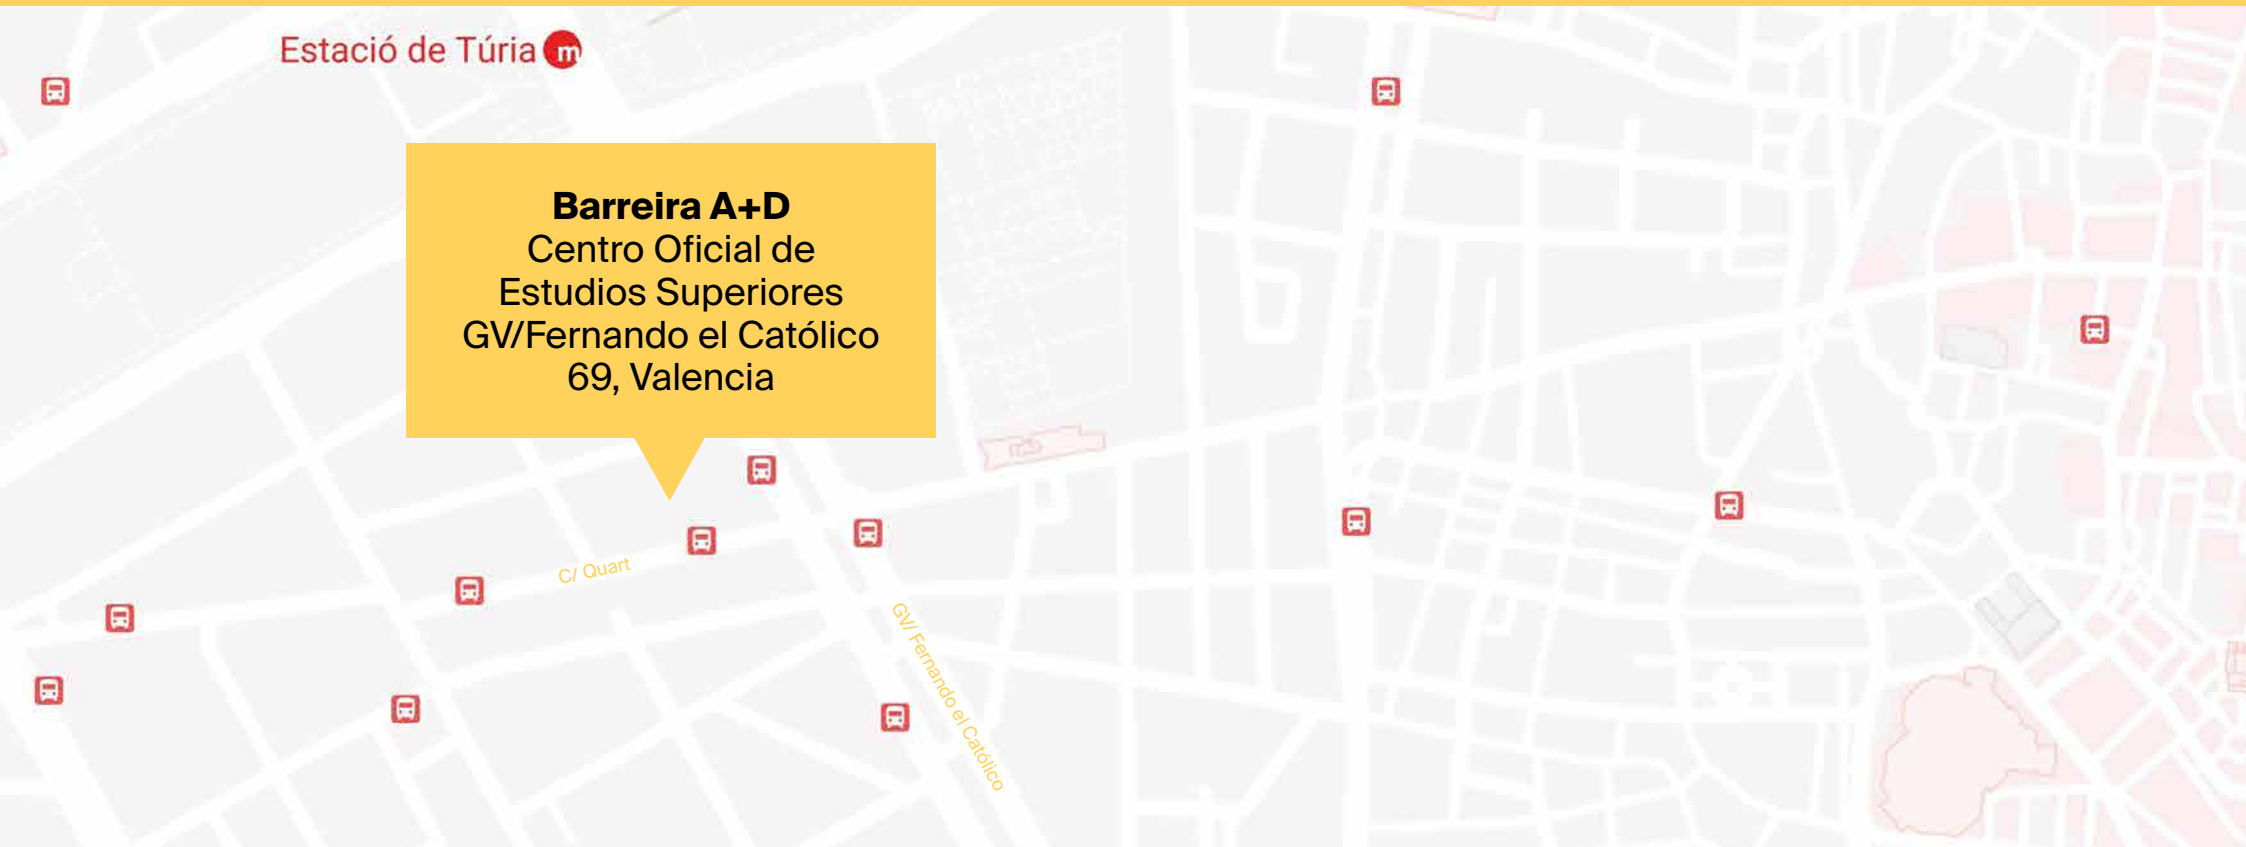 Estació de Túria m
Barreira A+D
Centro Oficial de
Estudios Superiores
GV/Fernando el Católico
69, Valencia
C/ Quart
GV/ Fernando el Católico